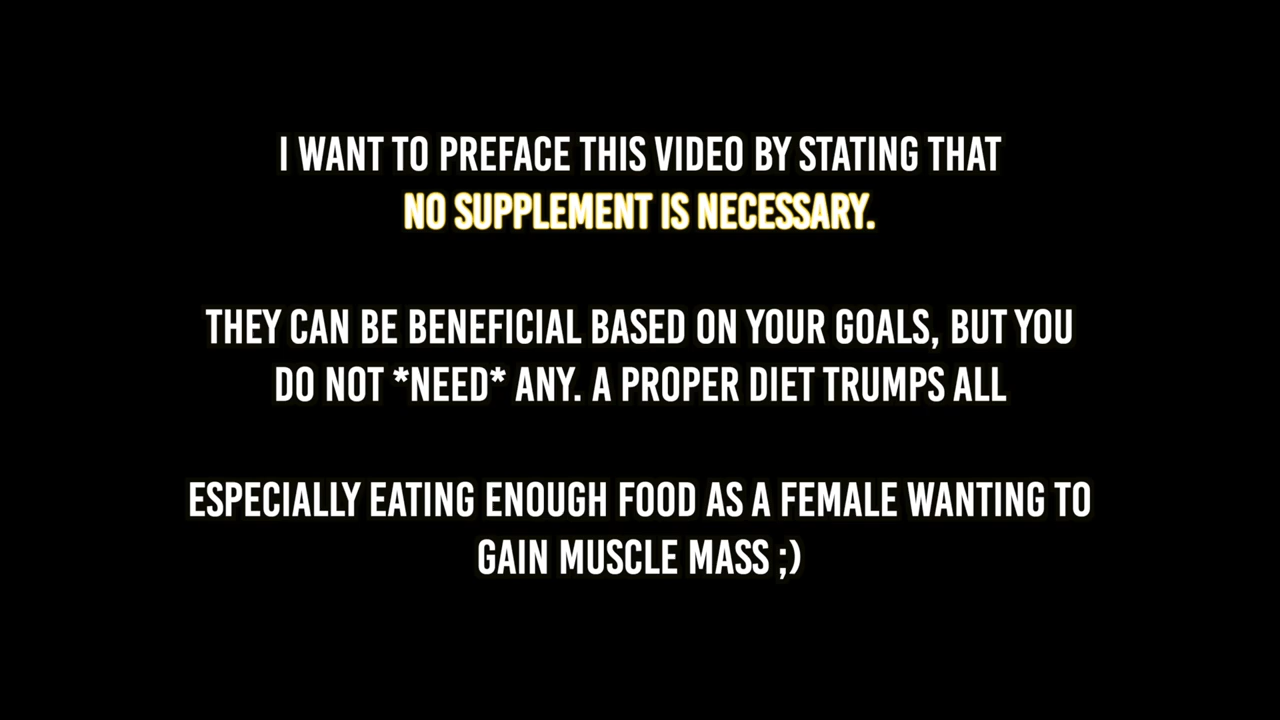 I WANT TO PREFACE THIS VIDEO BY STATING THAT
NO SUPPLEMENT IS NECESSARY.
THEY CAN BE BENEFICIAL BASED ON YOUR GOALS, BUT YOU
DO NOT *NEED* ANY. A PROPER DIET TRUMPS ALL
ESPECIALLY EATING ENOUGH FOOD AS A FEMALE WANTING TO
GAIN MUSCLE MASS ;)